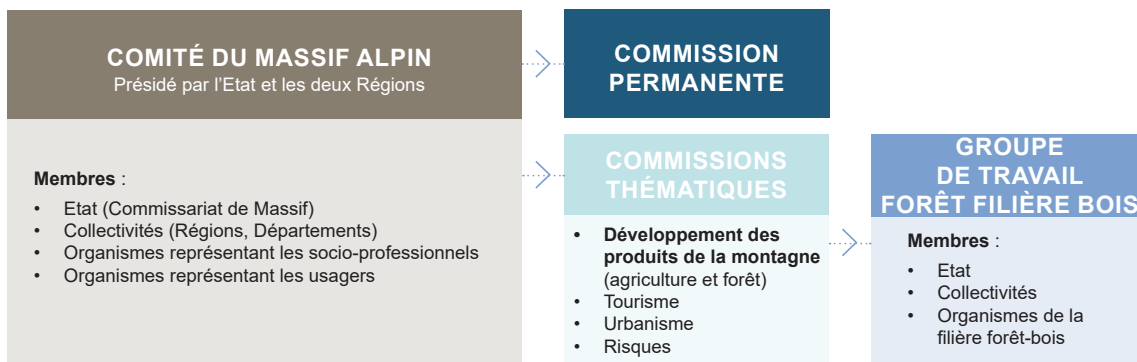 COMITÉ DU MASSIF ALPIN
Présidé par l'Etat et les deux Régions
Membres :
• Etat (Commissariat de Massif)
• Collectivités (Régions, Départements)
• Organismes représentant les socio-professionnels
• Organismes représentant les usagers
COMMISSION
PERMANENTE
COMMISSIONS
THÉMATIQUES
• Développement des
produits de la montagne
(agriculture et forêt)
• Tourisme
• Urbanisme
• Risques
GROUPE
DE TRAVAIL
FORÊT FILIÈRE BOIS
Membres :
• Etat
• Collectivités
• Organismes de la
filière forêt-bois